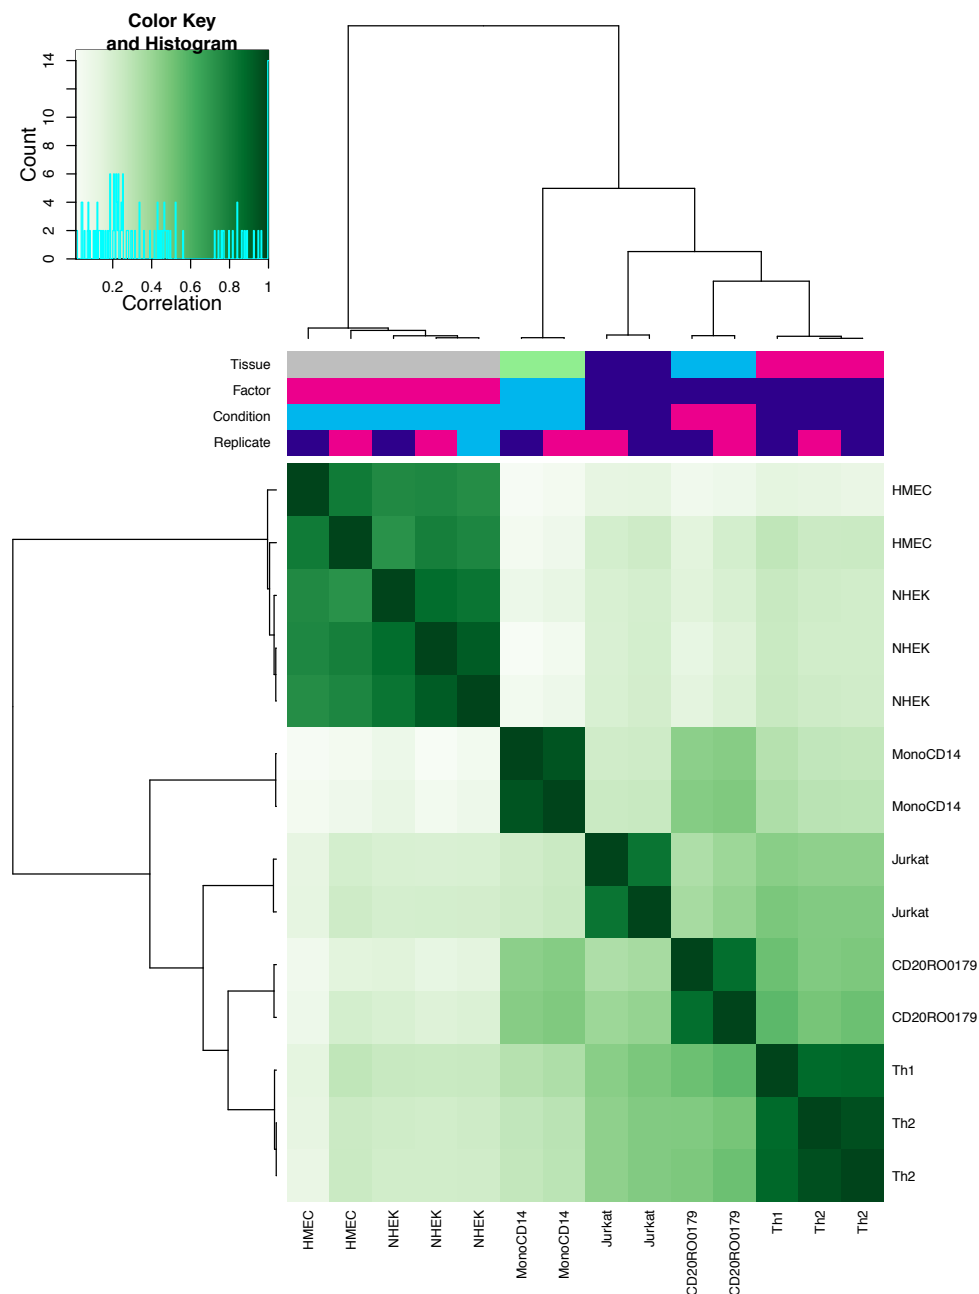 Color Key
and Histogram
Count
0
2
4
6
8
10
14
0.2 0.4 0.6 0.8 1
Correlation
Tissue
Factor
Condition
Replicate
HMEC
HMEC
NHEK
NHEK
NHEK
MonoCD14
MonoCD14
Jurkat
Jurkat
CD20RO0179
CD20RO0179
Th1
Th2
Th2
HMEC
HMEC
NHEK
NHEK
NHEK
MonoCD14
MonoCD14
Jurkat
Jurkat
CD20RO0179
CD20RO0179
Th1
Th2
Th2